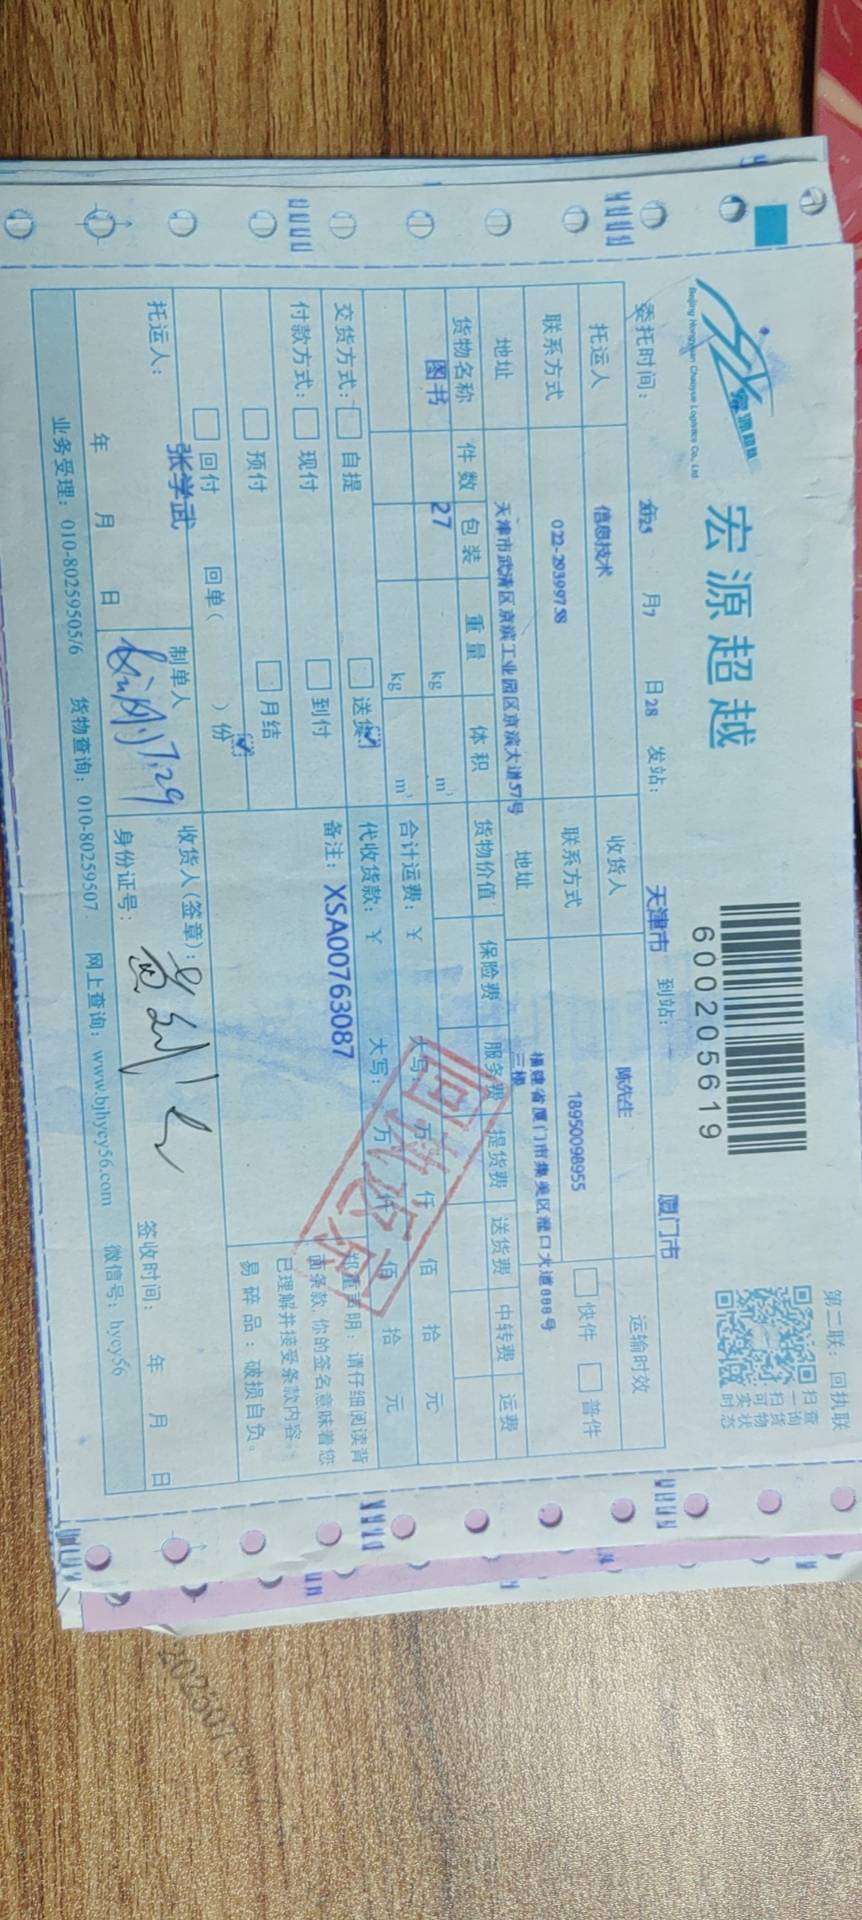 宏源超越
Beijing Hongyuan Chaoyue Logistics Co., Ltd
宏源超越
600205619
第二联：回执联
扫一扫可实时
查询货物状态
委托时间： 2025 月7 日28 发站： 天津市 到站： 厦门市
托运人 信息技术 收货人 陈先生 运输时效
联系方式 022-29399758 联系方式 18950098955 快件 普件
地址 天津市武清区京滨工业园区京滨大道57号 地址 福建省厦门市集美区灌口大道888号
三楼
货物名称 件数 包装 重量 体积 货物价值 保险费 服务费 提货费 送货费 中转费 运费
图书 27 kg m³
合计运费：￥ 大写： 万 仟 佰 拾 元
kg m³
代收货款：￥ 大写： 万 仟 佰 拾 元
交货方式： 自提 送货
备注： XSA00763087
付款方式： 现付 到付
预付 月结
回付 回单（ ）份
郑重声明：请仔细阅读背
面条款，你的签名意味着您
已理解并接受条款内容。
易碎品：破损自负。
托运人： 张学武 制单人 7.29 收货人(签章)：
年 月 日 身份证号： 签收时间： 年 月 日
业务受理：010-80259505/6 货物查询：010-80259507 网上查询：www.bjhycy56.com 微信号：hycy56